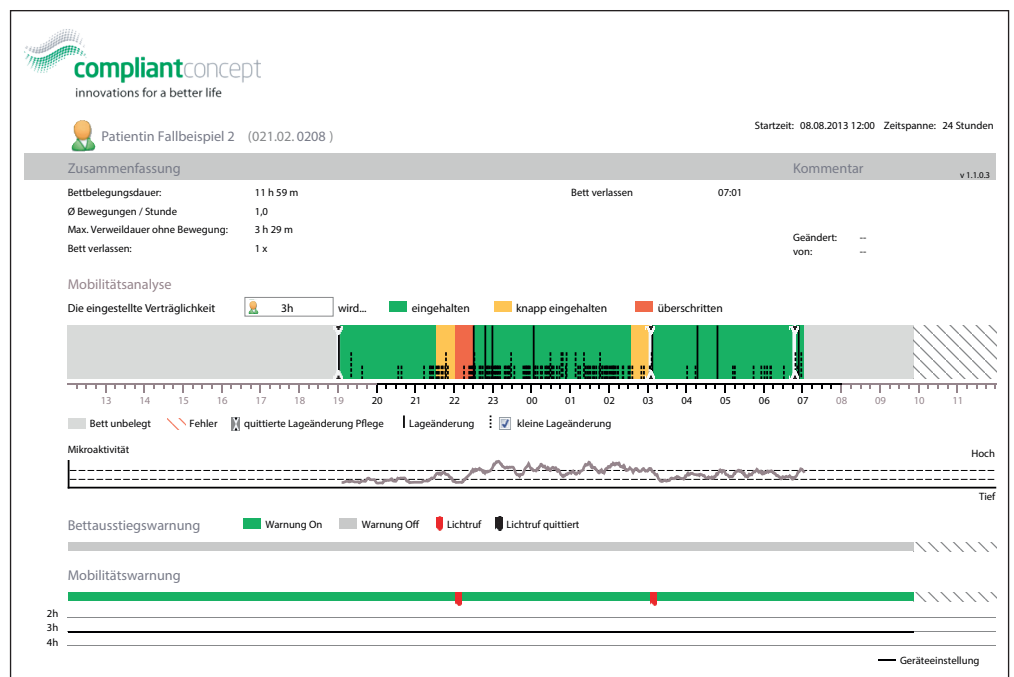 compliantconcept
innovations for a better life
Patientin Fallbeispiel 2 (021.02. 0208 )
Startzeit: 08.08.2013 12:00 Zeitspanne: 24 Stunden
Zusammenfassung Kommentar v 1.1.0.3
Bettbelegungsdauer: 11 h 59 m Bett verlassen 07:01
Ø Bewegungen / Stunde 1,0
Max. Verweildauer ohne Bewegung: 3 h 29 m
Geändert: --
Bett verlassen: 1 x
von: --
Mobilitätsanalyse
Die eingestellte Verträglichkeit 3h wird... eingehalten knapp eingehalten überschritten
13 14 15 16 17 18 19 20 21 22 23 00 01 02 03 04 05 06 07 08 09 10 11
Bett unbelegt Fehler quittierte Lageänderung Pflege Lageänderung kleine Lageänderung
Mikroaktivität
Hoch
Tief
Bettausstiegswarnung Warnung On Warnung Off Lichtruf Lichtruf quittiert
Mobilitätswarnung
2h
3h
4h
Geräteeinstellung